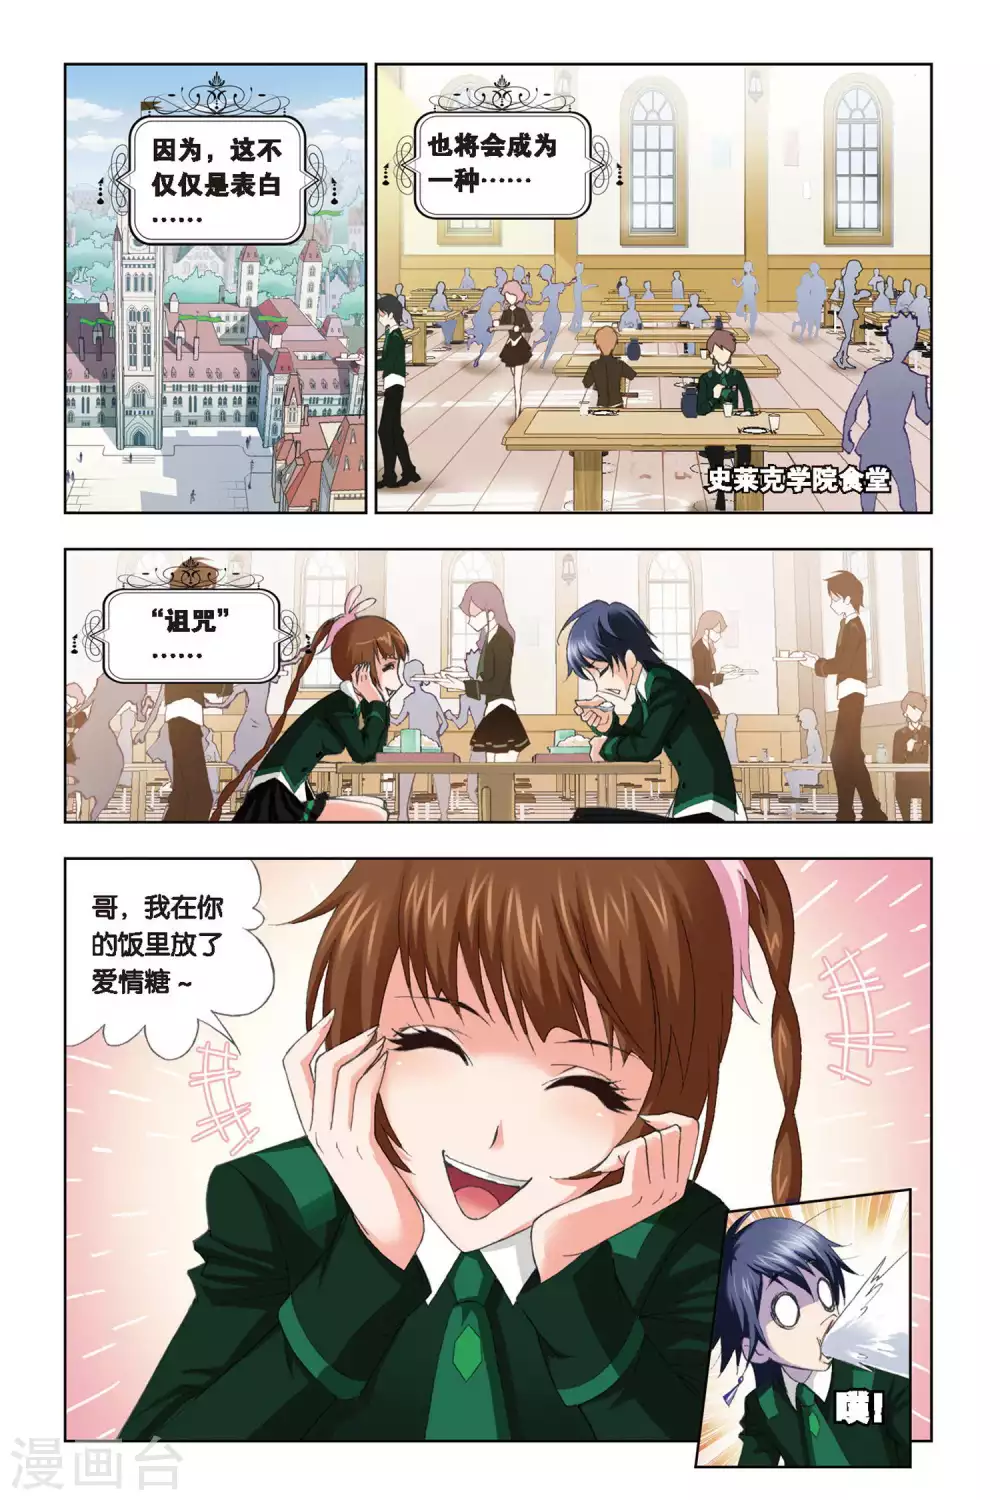 因为，这不
仅仅是表白
……
也将会成为
一种……
史莱克学院食堂
“诅咒”
……
哥，我在你
的饭里放了
爱情糖～
噗！
漫画台